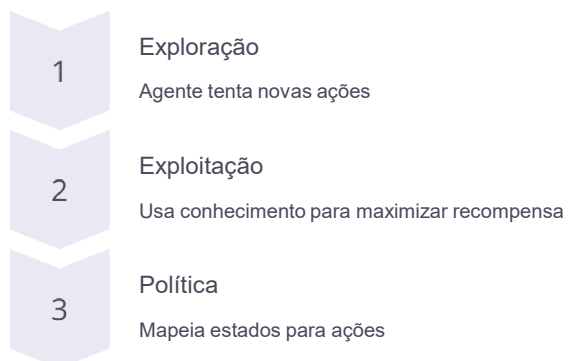 1
Exploração
Agente tenta novas ações
2
Exploitação
Usa conhecimento para maximizar recompensa
3
Política
Mapeia estados para ações